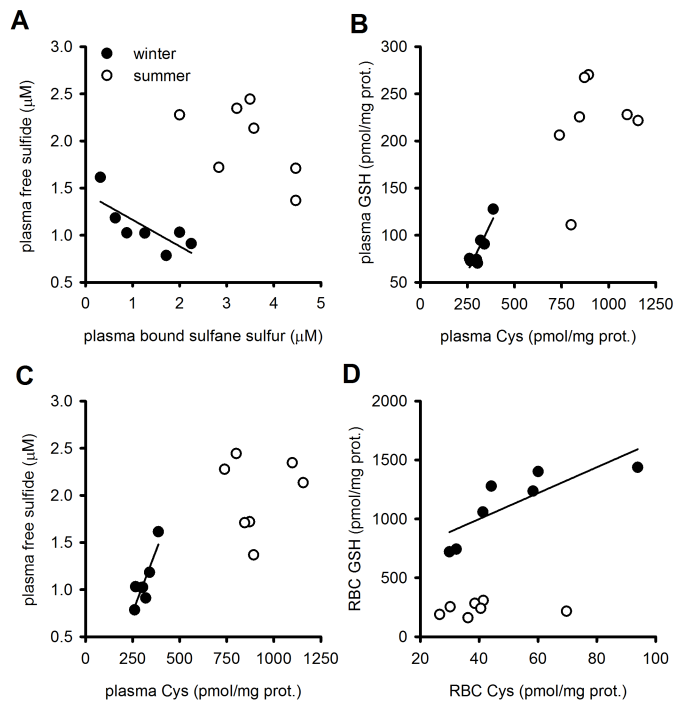 A
3.0
2.5
2.0
1.5
1.0
0.5
plasma free sulfide (μM)
winter
summer
0 1 2 3 4 5
plasma bound sulfane sulfur (μM)
B
300
250
200
150
100
50
plasma GSH (pmol/mg prot.)
0 250 500 750 1000 1250
plasma Cys (pmol/mg prot.)
C
3.0
2.5
2.0
1.5
1.0
0.5
plasma free sulfide (μM)
0 250 500 750 1000 1250
plasma Cys (pmol/mg prot.)
D
2000
1500
1000
500
0
RBC GSH (pmol/mg prot.)
20 40 60 80 100
RBC Cys (pmol/mg prot.)